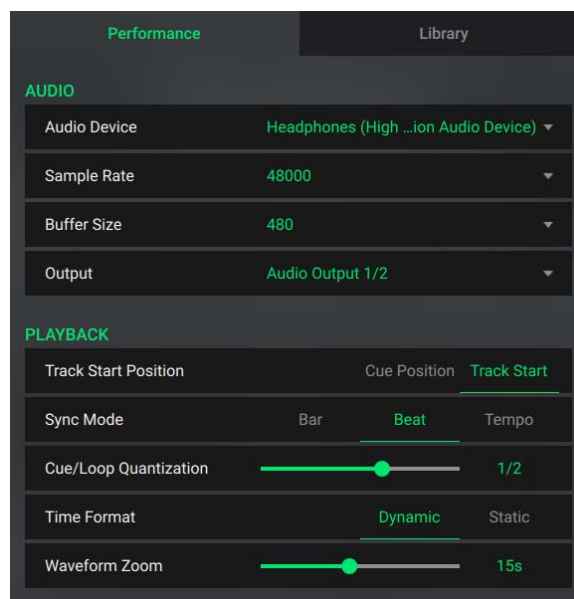 Performance Library
AUDIO
Audio Device Headphones (High ...ion Audio Device)
Sample Rate 48000
Buffer Size 480
Output Audio Output 1/2
PLAYBACK
Track Start Position Cue Position Track Start
Sync Mode Bar Beat Tempo
Cue/Loop Quantization 1/2
Time Format Dynamic Static
Waveform Zoom 15s